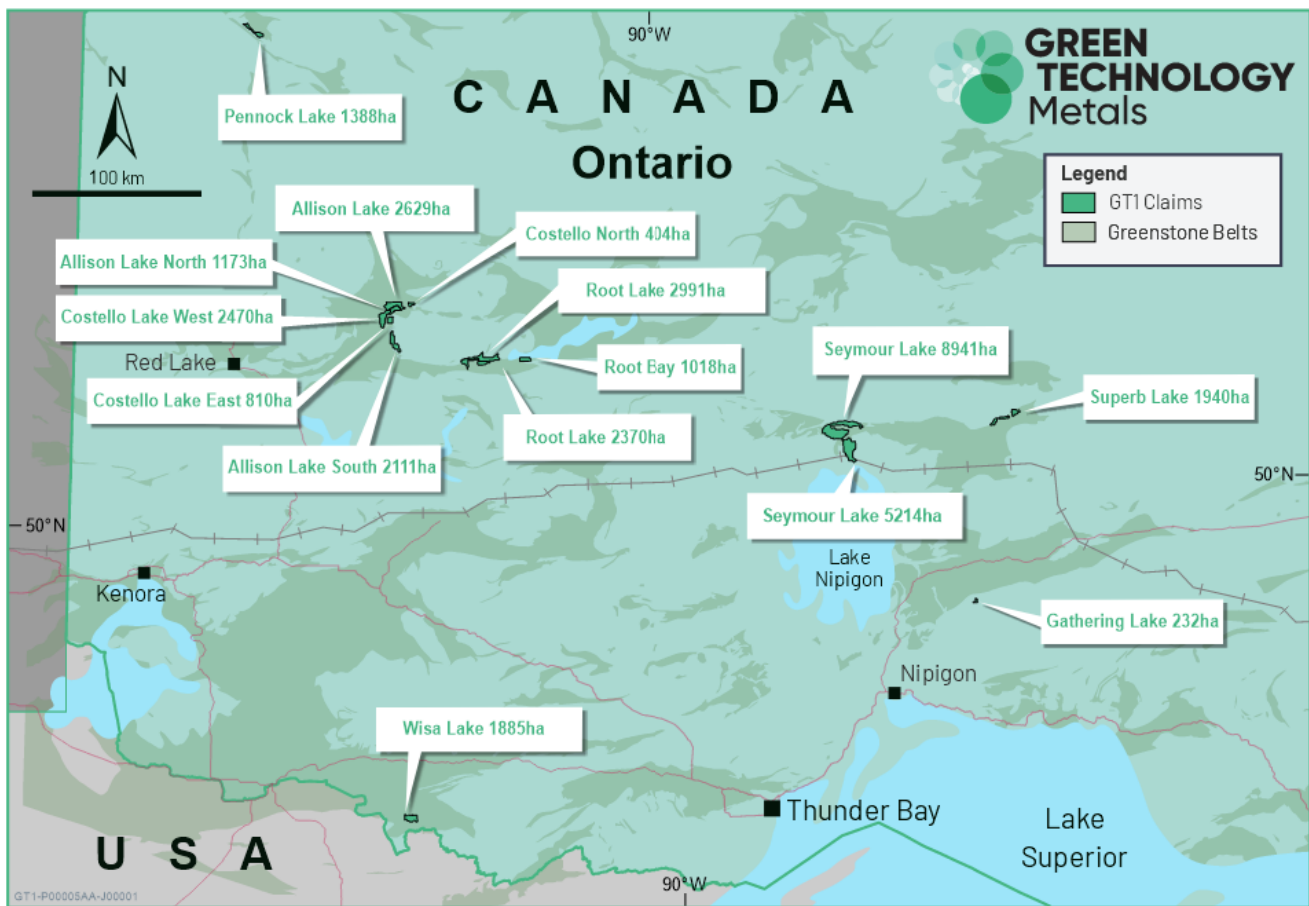 90°W
GREEN
TECHNOLOGY
Metals
N
CANADA
Pennock Lake 1388ha
Ontario
100 km
Legend
GT1 Claims
Greenstone Belts
Allison Lake 2629ha
Costello North 404ha
Allison Lake North 1173ha
Root Lake 2991ha
Costello Lake West 2470ha
Red Lake
Root Bay 1018ha
Seymour Lake 8941ha
Costello Lake East 810ha
Superb Lake 1940ha
Root Lake 2370ha
Allison Lake South 2111ha
50°N
Seymour Lake 5214ha
50°N
Lake
Nipigon
Kenora
Gathering Lake 232ha
Nipigon
Wisa Lake 1885ha
Thunder Bay
Lake
Superior
USA
90°W
GT1-P00005AA-J00001